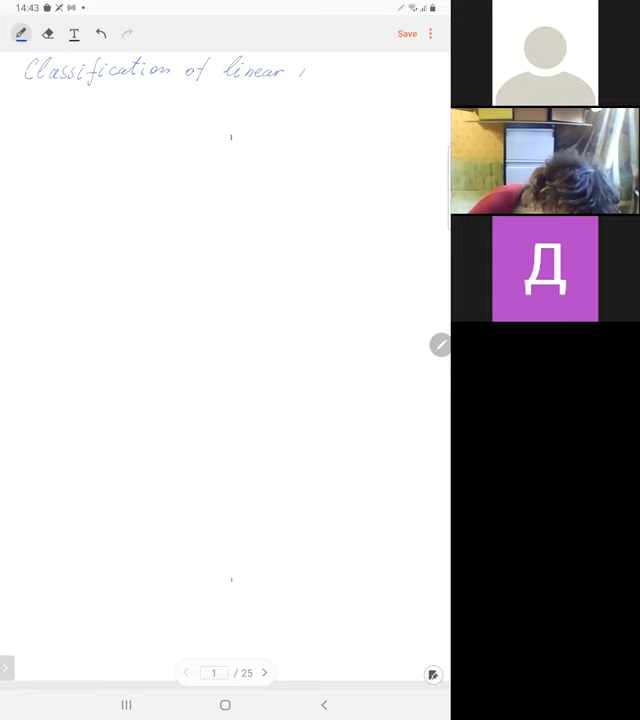 14:43
T
Save
Classification of linear
Д
1 / 25